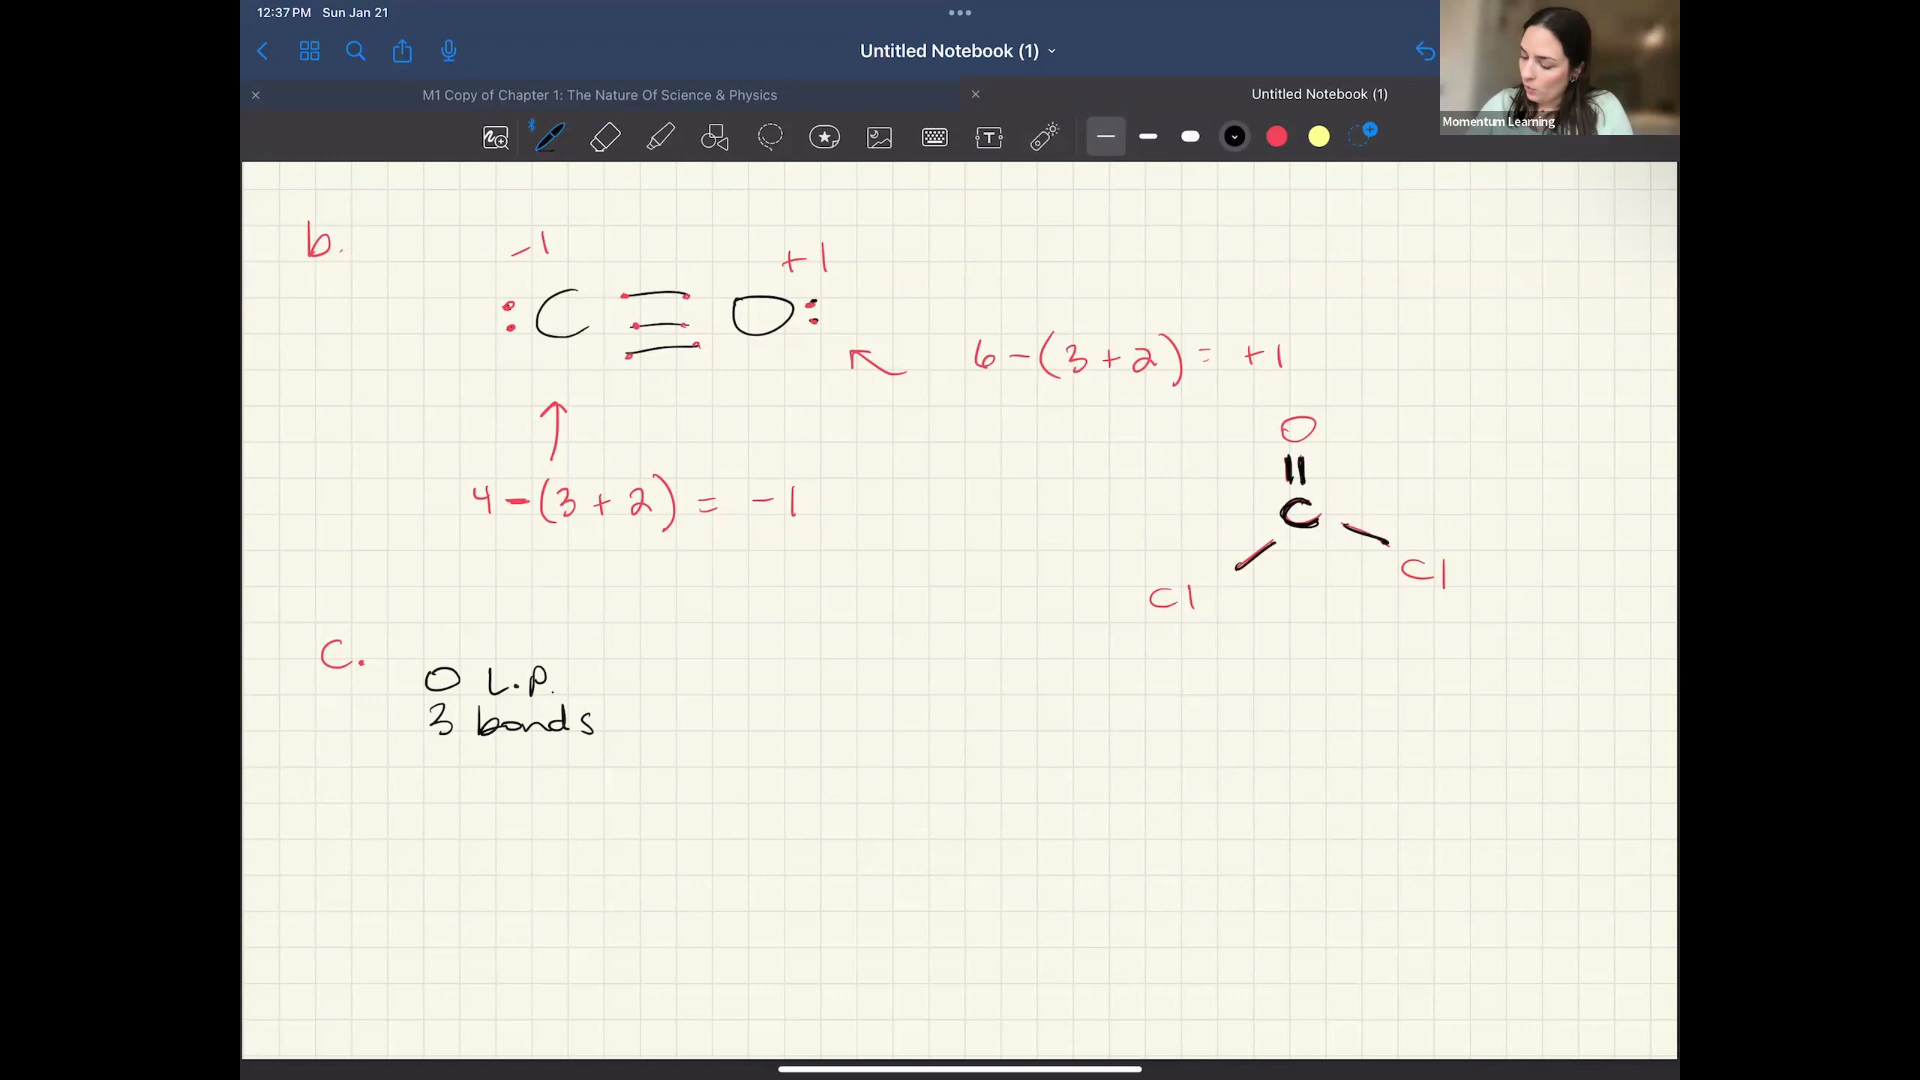 12:37 PM Sun Jan 21
Untitled Notebook (1)
M1 Copy of Chapter 1: The Nature Of Science & Physics
Untitled Notebook (1)
Momentum Learning
b.
-1
+1
:C≡O:
6-(3+2) = +1
4-(3+2) = -1
O
C
Cl
Cl
C.
O L.P.
3 bonds